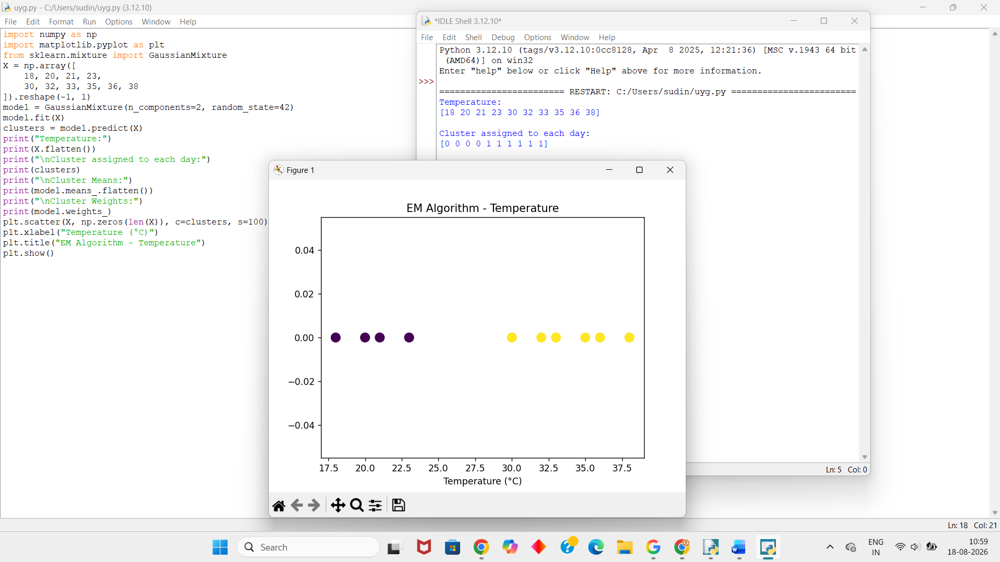 uyg.py - C:/Users/sudin/uyg.py (3.12.10)
File Edit Format Run Options Window Help
import numpy as np
import matplotlib.pyplot as plt
from sklearn.mixture import GaussianMixture
X = np.array([
    18, 20, 21, 23,
    30, 32, 33, 35, 36, 38
]).reshape(-1, 1)
model = GaussianMixture(n_components=2, random_state=42)
model.fit(X)
clusters = model.predict(X)
print("Temperature:")
print(X.flatten())
print("\nCluster assigned to each day:")
print(clusters)
print("\nCluster Means:")
print(model.means_.flatten())
print("\nCluster Weights:")
print(model.weights_)
plt.scatter(X, np.zeros(len(X)), c=clusters, s=100)
plt.xlabel("Temperature (°C)")
plt.title("EM Algorithm - Temperature")
plt.show()
*IDLE Shell 3.12.10*
File Edit Shell Debug Options Window Help
Python 3.12.10 (tags/v3.12.10:0cc8128, Apr  8 2025, 12:21:36) [MSC v.1943 64 bit
 (AMD64)] on win32
Enter "help" below or click "Help" above for more information.
>>>
======================== RESTART: C:/Users/sudin/uyg.py ========================
Temperature:
[18 20 21 23 30 32 33 35 36 38]
Cluster assigned to each day:
[0 0 0 0 1 1 1 1 1 1]
Ln: 5 Col: 0
Figure 1
EM Algorithm - Temperature
0.04
0.02
0.00
−0.02
−0.04
17.5 20.0 22.5 25.0 27.5 30.0 32.5 35.0 37.5
Temperature (°C)
Ln: 18 Col: 21
Search
ENG
IN
10:59
18-08-2026